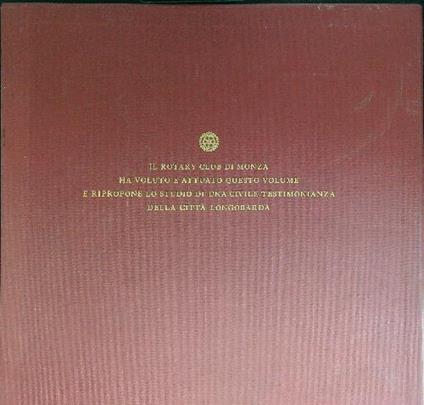 IL ROTARY CLUB DI MONZA
HA VOLUTO E ATTUATO QUESTO VOLUME
E RIPROPONE LO STUDIO DI UNA CIVILE TESTIMONIANZA
DELLA CITTÀ LONGOBARDA